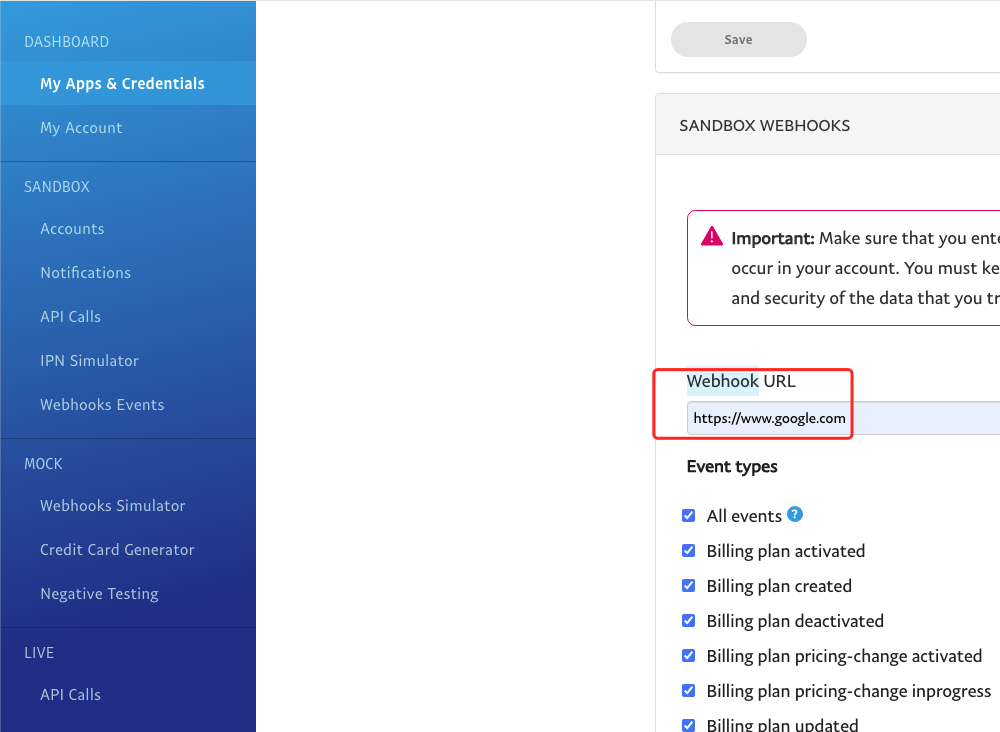 DASHBOARD
My Apps & Credentials
My Account
SANDBOX
Accounts
Notifications
API Calls
IPN Simulator
Webhooks Events
MOCK
Webhooks Simulator
Credit Card Generator
Negative Testing
LIVE
API Calls
Save
SANDBOX WEBHOOKS
Important: Make sure that you ente
occur in your account. You must ke
and security of the data that you tr
Webhook URL
https://www.google.com
Event types
All events ?
Billing plan activated
Billing plan created
Billing plan deactivated
Billing plan pricing-change activated
Billing plan pricing-change inprogress
Billing plan updated